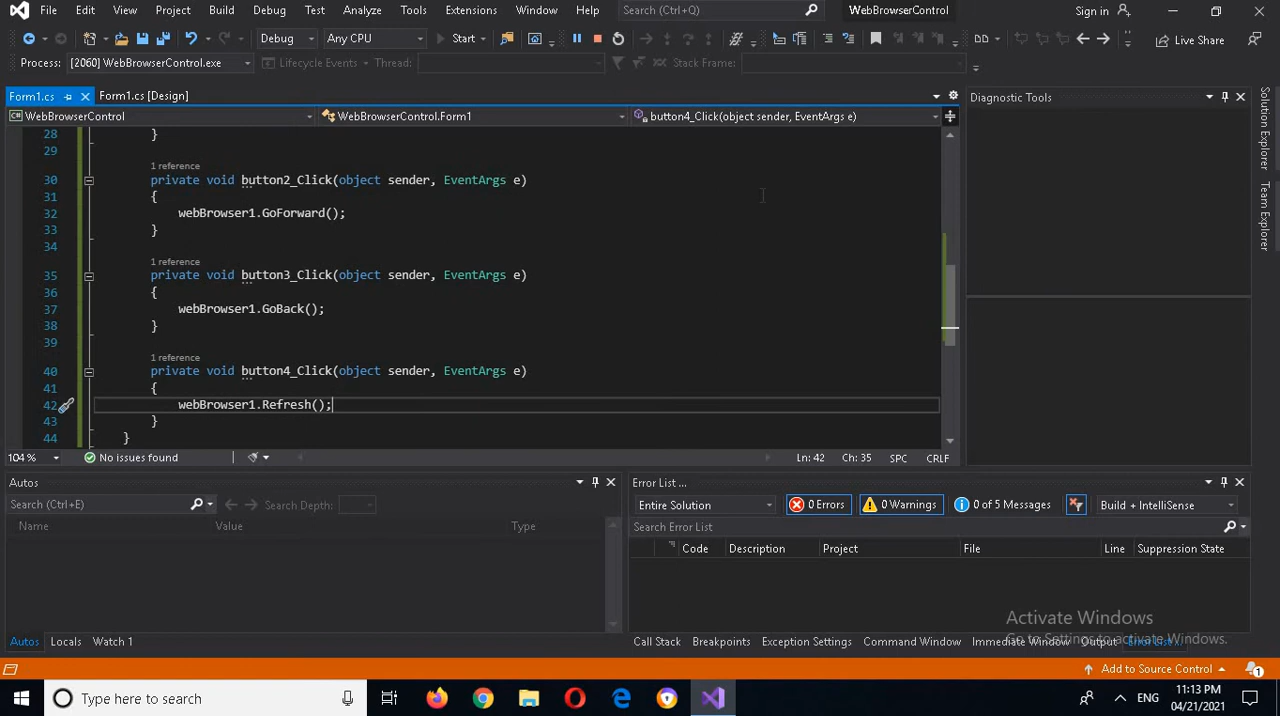 File Edit View Project Build Debug Test Analyze Tools Extensions Window Help Search (Ctrl+Q) WebBrowserControl Sign in
Debug Any CPU Start Live Share
Process: [2060] WebBrowserControl.exe Lifecycle Events Thread: Stack Frame:
Form1.cs Form1.cs [Design] Diagnostic Tools
WebBrowserControl WebBrowserControl.Form1 button4_Click(object sender, EventArgs e)
28 }
29
1 reference
30 private void button2_Click(object sender, EventArgs e)
31 {
32 webBrowser1.GoForward();
33 }
34
1 reference
35 private void button3_Click(object sender, EventArgs e)
36 {
37 webBrowser1.GoBack();
38 }
39
1 reference
40 private void button4_Click(object sender, EventArgs e)
41 {
42 webBrowser1.Refresh();
43 }
44 }
Solution Explorer
Team Explorer
104 % No issues found Ln: 42 Ch: 35 SPC CRLF
Autos Error List ...
Search (Ctrl+E) Search Depth: Entire Solution 0 Errors 0 Warnings 0 of 5 Messages Build + IntelliSense
Name Value Type Search Error List
Code Description Project File Line Suppression State
Activate Windows
Go to Settings to activate Windows.
Autos Locals Watch 1 Call Stack Breakpoints Exception Settings Command Window Immediate Window Output Error List ...
Add to Source Control 1
Type here to search ENG 11:13 PM
04/21/2021